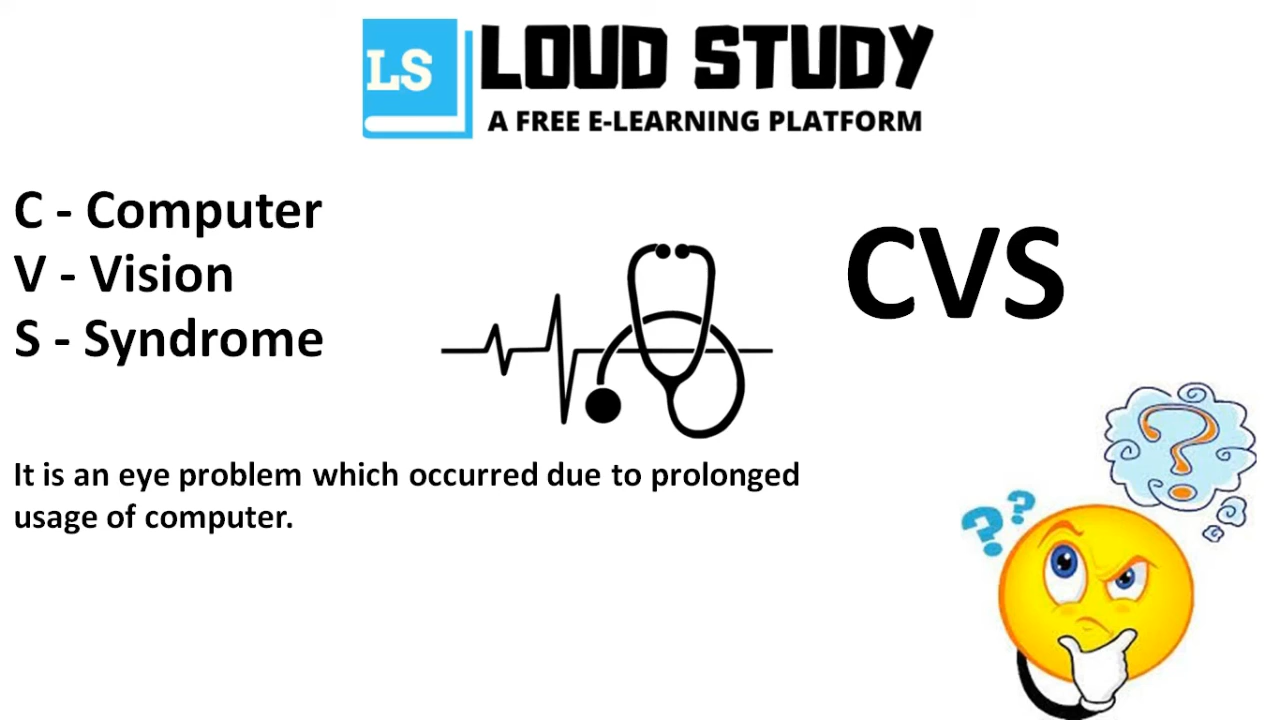 LS LOUD STUDY
A FREE E-LEARNING PLATFORM
C - Computer
V - Vision
S - Syndrome
CVS
It is an eye problem which occurred due to prolonged
usage of computer.
? ?
?